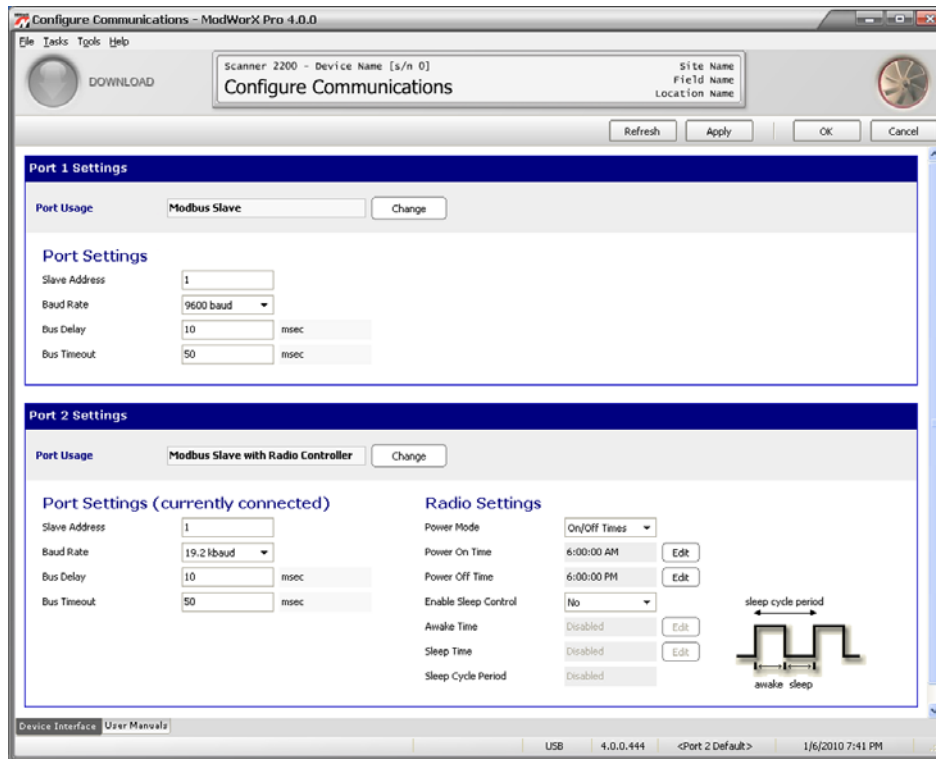 Configure Communications - ModWorX Pro 4.0.0
File Tasks Tools Help
DOWNLOAD
Scanner 2200 - Device Name [s/n 0]
Configure Communications
Site Name
Field Name
Location Name
Refresh Apply OK Cancel
Port 1 Settings
Port Usage Modbus Slave Change
Port Settings
Slave Address 1
Baud Rate 9600 baud
Bus Delay 10 msec
Bus Timeout 50 msec
Port 2 Settings
Port Usage Modbus Slave with Radio Controller Change
Port Settings (currently connected)
Slave Address 1
Baud Rate 19.2 kbaud
Bus Delay 10 msec
Bus Timeout 50 msec
Radio Settings
Power Mode On/Off Times
Power On Time 6:00:00 AM Edit
Power Off Time 6:00:00 PM Edit
Enable Sleep Control No
Awake Time Disabled Edit
Sleep Time Disabled Edit
Sleep Cycle Period Disabled
sleep cycle period
awake sleep
Device Interface User Manuals
USB 4.0.0.444 <Port 2 Default> 1/6/2010 7:41 PM